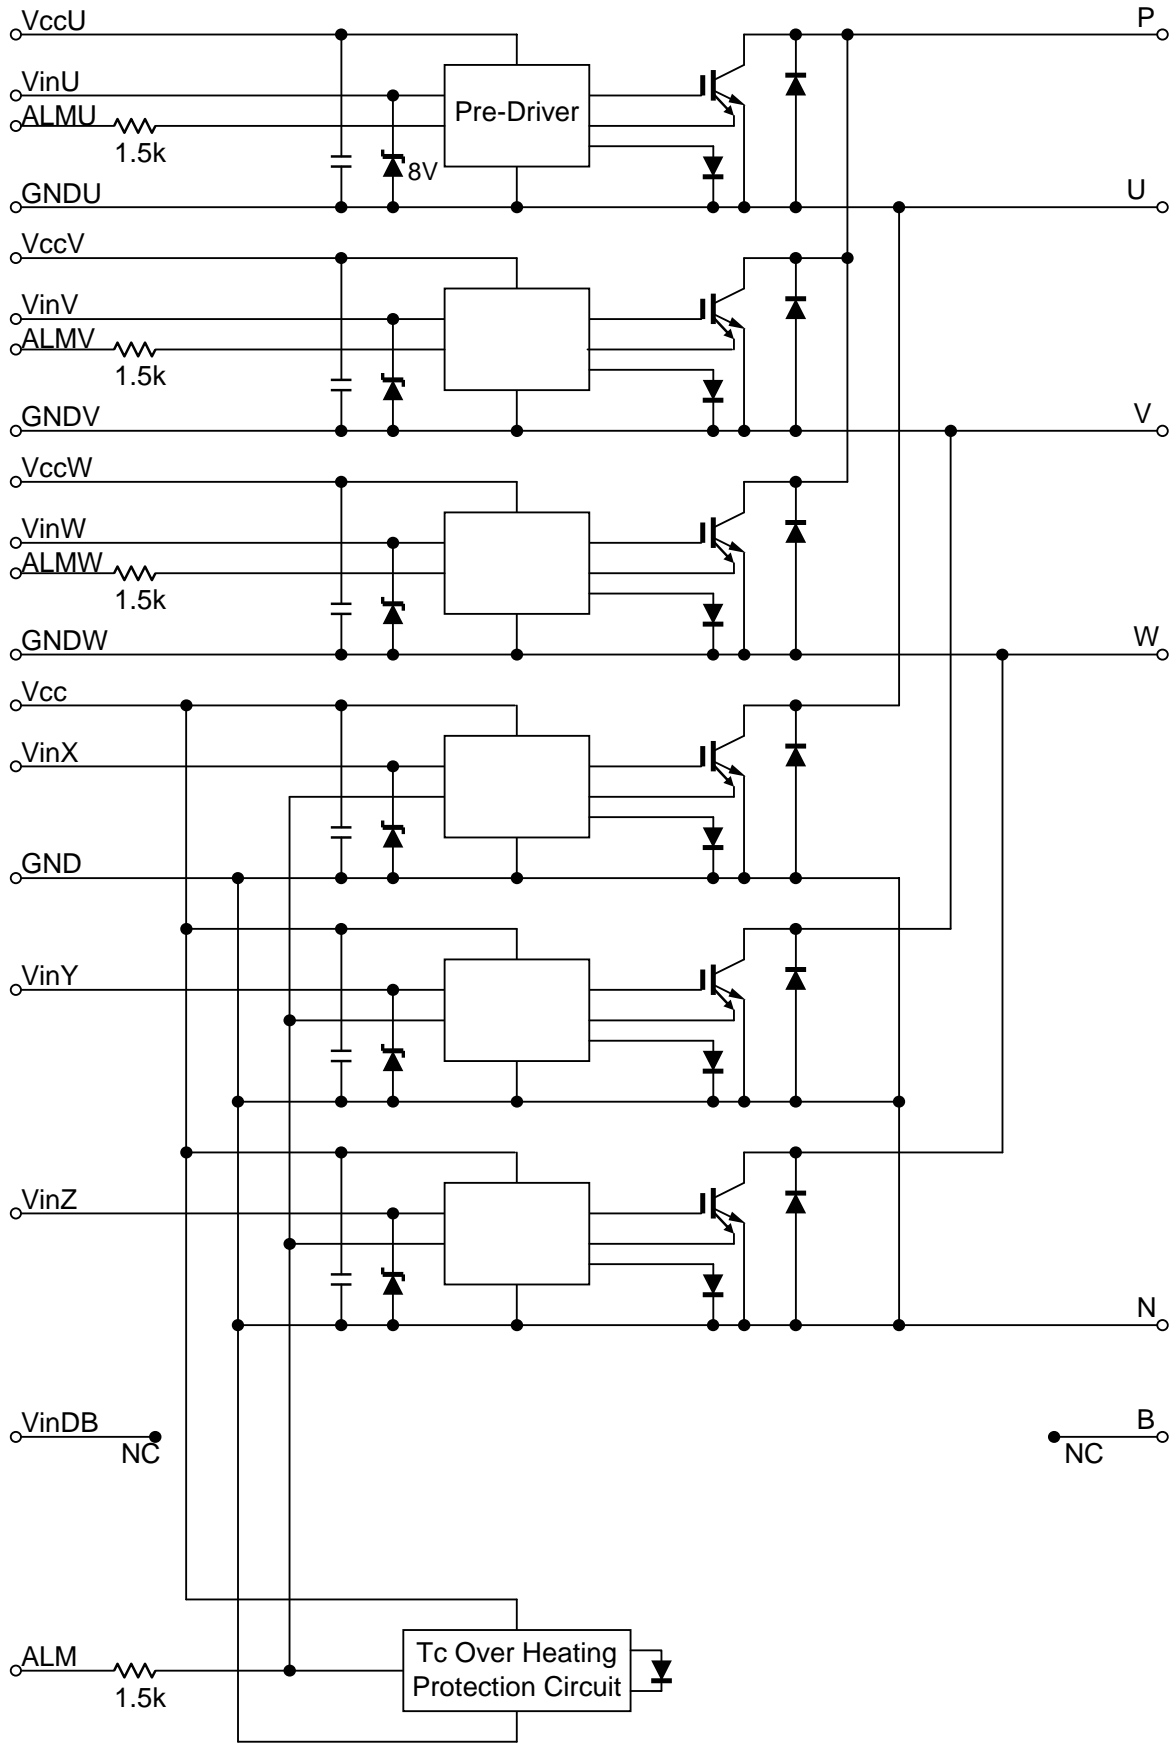 VccU
P
VinU
Pre-Driver
ALMU
1.5k
8V
GNDU
U
VccV
VinV
ALMV
1.5k
GNDV
V
VccW
VinW
ALMW
1.5k
GNDW
W
Vcc
VinX
GND
VinY
VinZ
N
VinDB
NC
B
NC
ALM
1.5k
Tc Over Heating
Protection Circuit